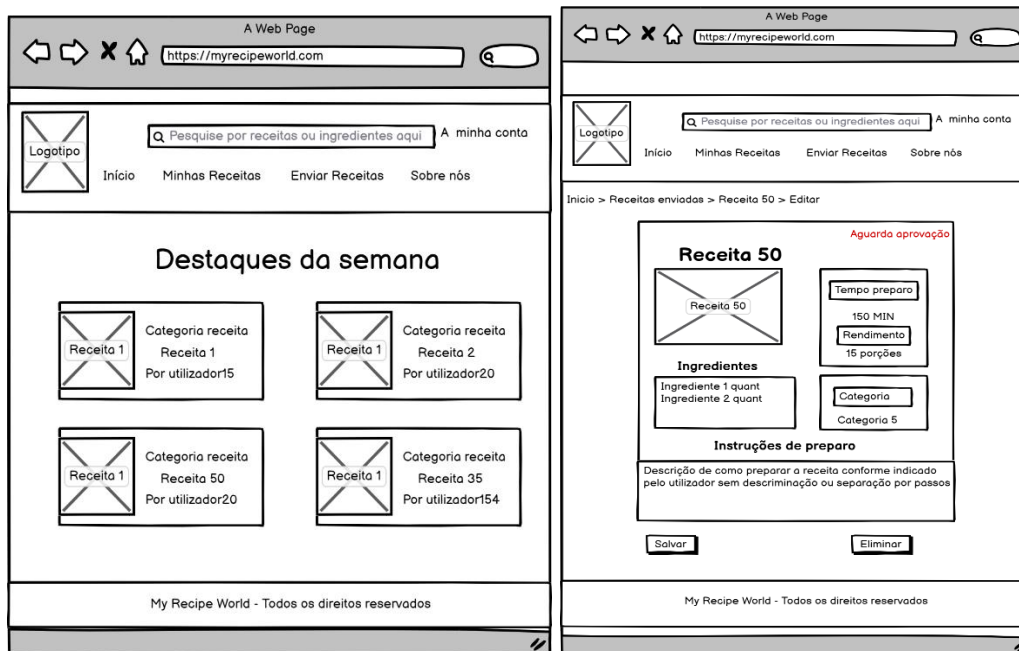 A Web Page
https://myrecipeworld.com
Logotipo
Pesquise por receitas ou ingredientes aqui
A minha conta
Início
Minhas Receitas
Enviar Receitas
Sobre nós
Destaques da semana
Receita 1
Categoria receita
Receita 1
Por utilizador15
Receita 1
Categoria receita
Receita 2
Por utilizador20
Receita 1
Categoria receita
Receita 50
Por utilizador20
Receita 1
Categoria receita
Receita 35
Por utilizador154
My Recipe World - Todos os direitos reservados
A Web Page
https://myrecipeworld.com
Logotipo
Pesquise por receitas ou ingredientes aqui
A minha conta
Início
Minhas Receitas
Enviar Receitas
Sobre nós
Inicio > Receitas enviadas > Receita 50 > Editar
Aguarda aprovação
Receita 50
Receita 50
Tempo preparo
150 MIN
Rendimento
15 porções
Ingredientes
Ingrediente 1 quant
Ingrediente 2 quant
Categoria
Categoria 5
Instruções de preparo
Descrição de como preparar a receita conforme indicado
pelo utilizador sem descriminação ou separação por passos
Salvar
Eliminar
My Recipe World - Todos os direitos reservados